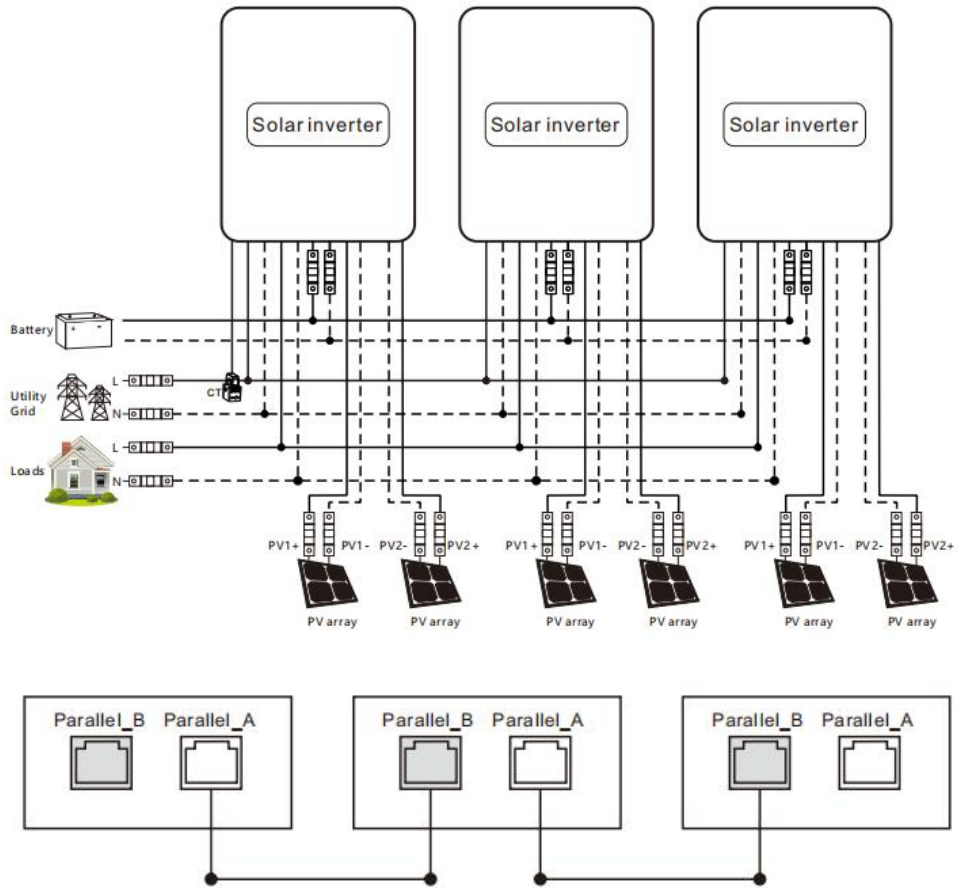 Solar inverter Solar inverter Solar inverter
Battery
+ -
Utility
Grid
L
CT
N
Loads
L
N
PV1+ PV1- PV2- PV2+ PV1+ PV1- PV2- PV2+ PV1+ PV1- PV2- PV2+
PV array PV array PV array PV array PV array PV array
Parallel_B Parallel_A Parallel_B Parallel_A Parallel_B Parallel_A